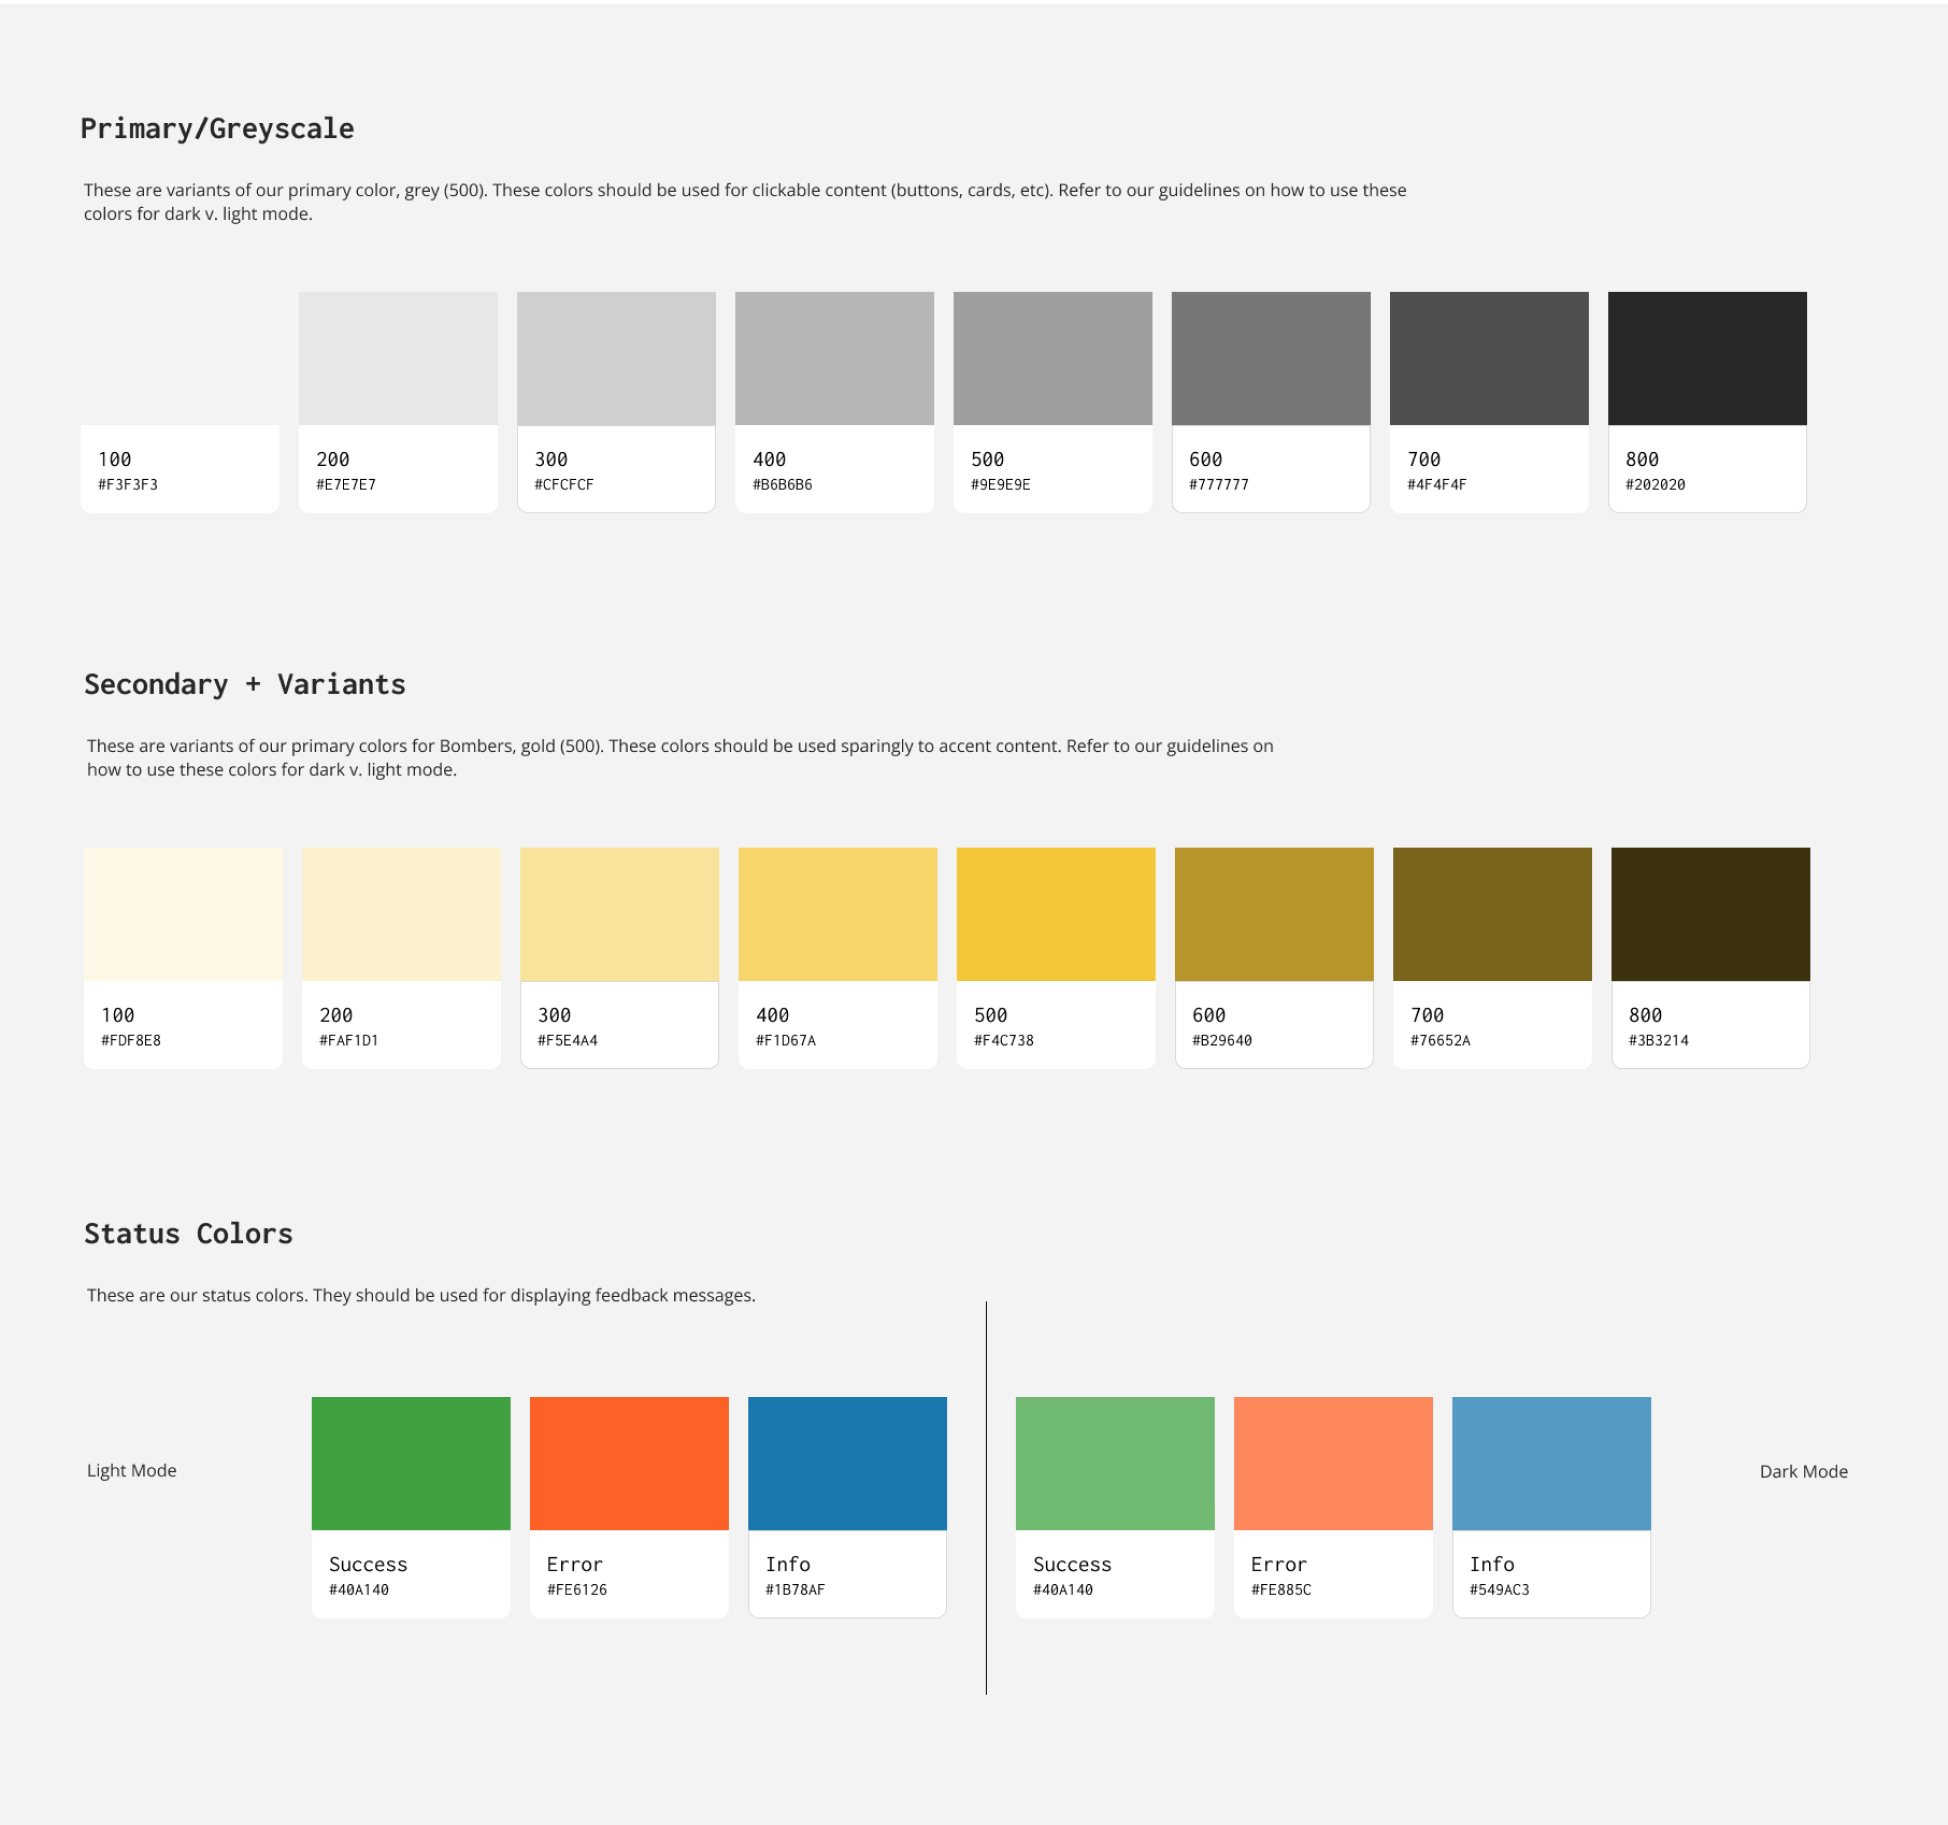 Primary/Greyscale
These are variants of our primary color, grey (500). These colors should be used for clickable content (buttons, cards, etc). Refer to our guidelines on how to use these
colors for dark v. light mode.
100 200 300 400 500 600 700 800
#F3F3F3 #E7E7E7 #CFCFCF #B6B6B6 #9E9E9E #777777 #4F4F4F #202020
Secondary + Variants
These are variants of our primary colors for Bombers, gold (500). These colors should be used sparingly to accent content. Refer to our guidelines on
how to use these colors for dark v. light mode.
100 200 300 400 500 600 700 800
#FDF8E8 #FAF1D1 #F5E4A4 #F1D67A #F4C738 #B29640 #76652A #3B3214
Status Colors
These are our status colors. They should be used for displaying feedback messages.
Light Mode
Success Error Info
#40A140 #FE6126 #1B78AF
Success Error Info
#40A140 #FE885C #549AC3
Dark Mode